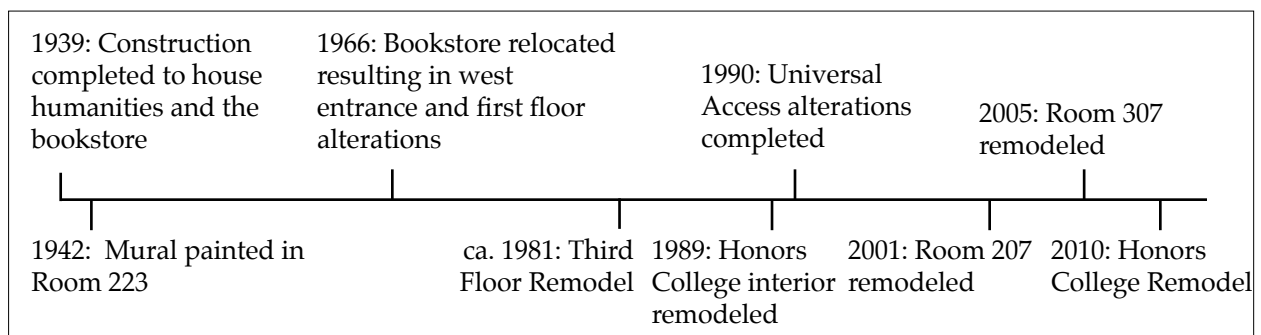 1939: Construction
completed to house
humanities and the
bookstore
1966: Bookstore relocated
resulting in west
entrance and first floor
alterations
1990: Universal
Access alterations
completed
2005: Room 307
remodeled
1942:  Mural painted in
Room 223
ca. 1981: Third
Floor Remodel
1989: Honors
College interior
remodeled
2001: Room 207
remodeled
2010: Honors
College Remodel